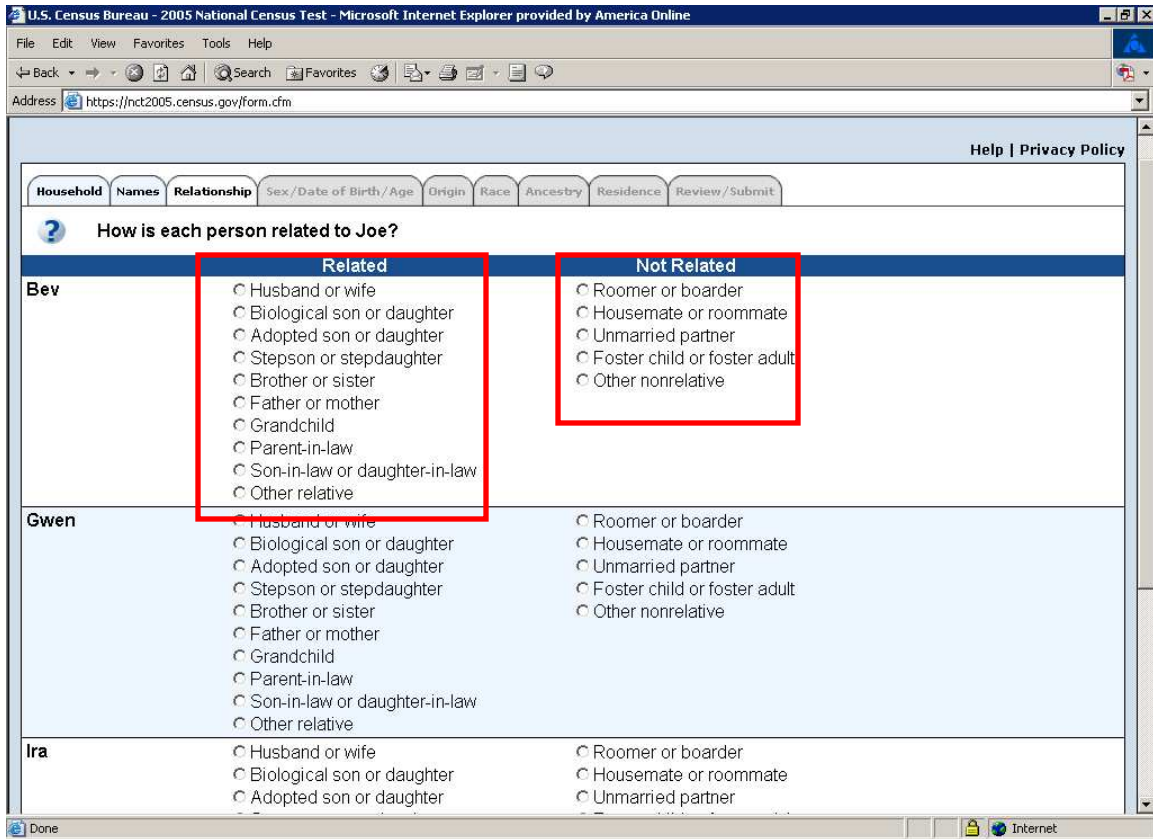 U.S. Census Bureau - 2005 National Census Test - Microsoft Internet Explorer provided by America Online
File Edit View Favorites Tools Help
Back Search Favorites
Address https://nct2005.census.gov/form.cfm
Help | Privacy Policy
Household Names Relationship Sex/Date of Birth/Age Origin Race Ancestry Residence Review/Submit
? How is each person related to Joe?
Related Not Related
Bev Husband or wife Roomer or boarder
Biological son or daughter Housemate or roommate
Adopted son or daughter Unmarried partner
Stepson or stepdaughter Foster child or foster adult
Brother or sister Other nonrelative
Father or mother
Grandchild
Parent-in-law
Son-in-law or daughter-in-law
Other relative
Gwen Husband or wife Roomer or boarder
Biological son or daughter Housemate or roommate
Adopted son or daughter Unmarried partner
Stepson or stepdaughter Foster child or foster adult
Brother or sister Other nonrelative
Father or mother
Grandchild
Parent-in-law
Son-in-law or daughter-in-law
Other relative
Ira Husband or wife Roomer or boarder
Biological son or daughter Housemate or roommate
Adopted son or daughter Unmarried partner
Done Internet